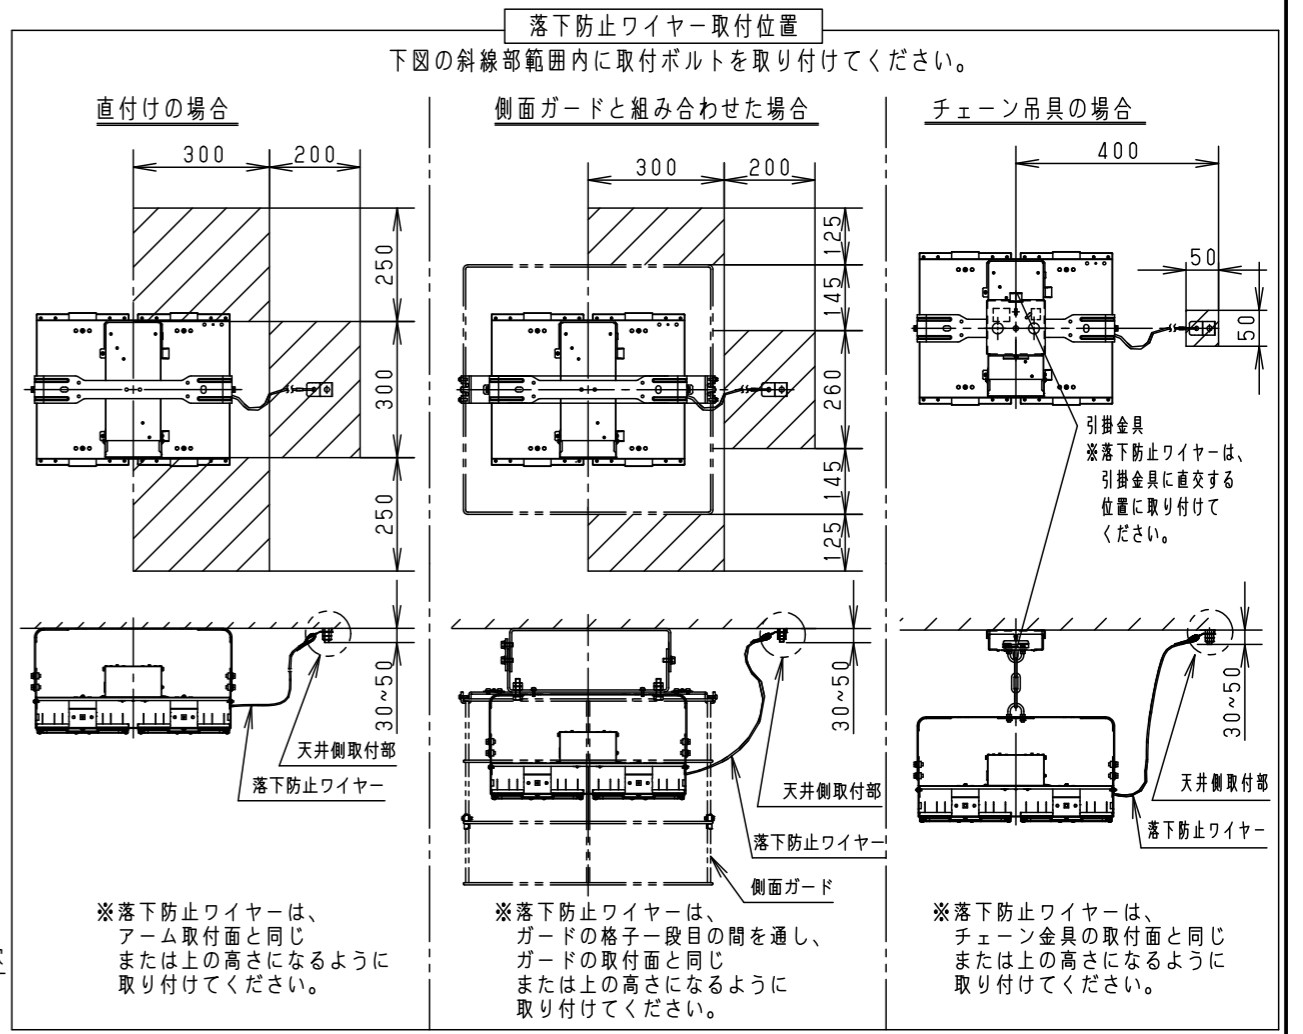 落下防止ワイヤー取付位置
下図の斜線部範囲内に取付ボルトを取り付けてください。
直付けの場合
300
200
250
300
250
30~50
天井側取付部
落下防止ワイヤー
※落下防止ワイヤーは、
アーム取付面と同じ
または上の高さになるように
取り付けてください。
側面ガードと組み合わせた場合
300
200
125
145
260
145
125
30~50
天井側取付部
落下防止ワイヤー
側面ガード
※落下防止ワイヤーは、
ガードの格子一段目の間を通し、
ガードの取付面と同じ
または上の高さになるように
取り付けてください。
チェーン吊具の場合
400
50
50
引掛金具
※落下防止ワイヤーは、
引掛金具に直交する
位置に取り付けて
ください。
30~50
天井側取付部
落下防止ワイヤー
※落下防止ワイヤーは、
チェーン金具の取付面と同じ
または上の高さになるように
取り付けてください。